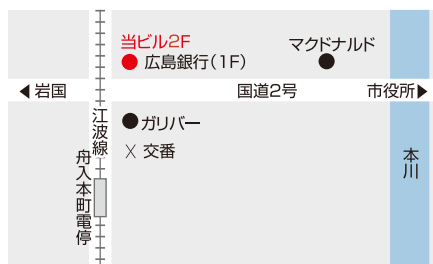 当ビル2F
広島銀行(1F)
マクドナルド
岩国
国道2号
市役所
江波線
ガリバー
交番
舟入本町電停
本川